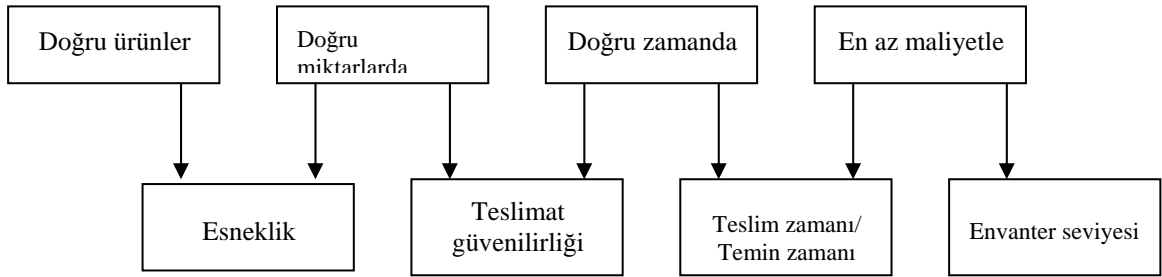 Doğru ürünler
Doğru
miktarlarda
Doğru zamanda
En az maliyetle
Esneklik
Teslimat
güvenilirliği
Teslim zamanı/
Temin zamanı
Envanter seviyesi